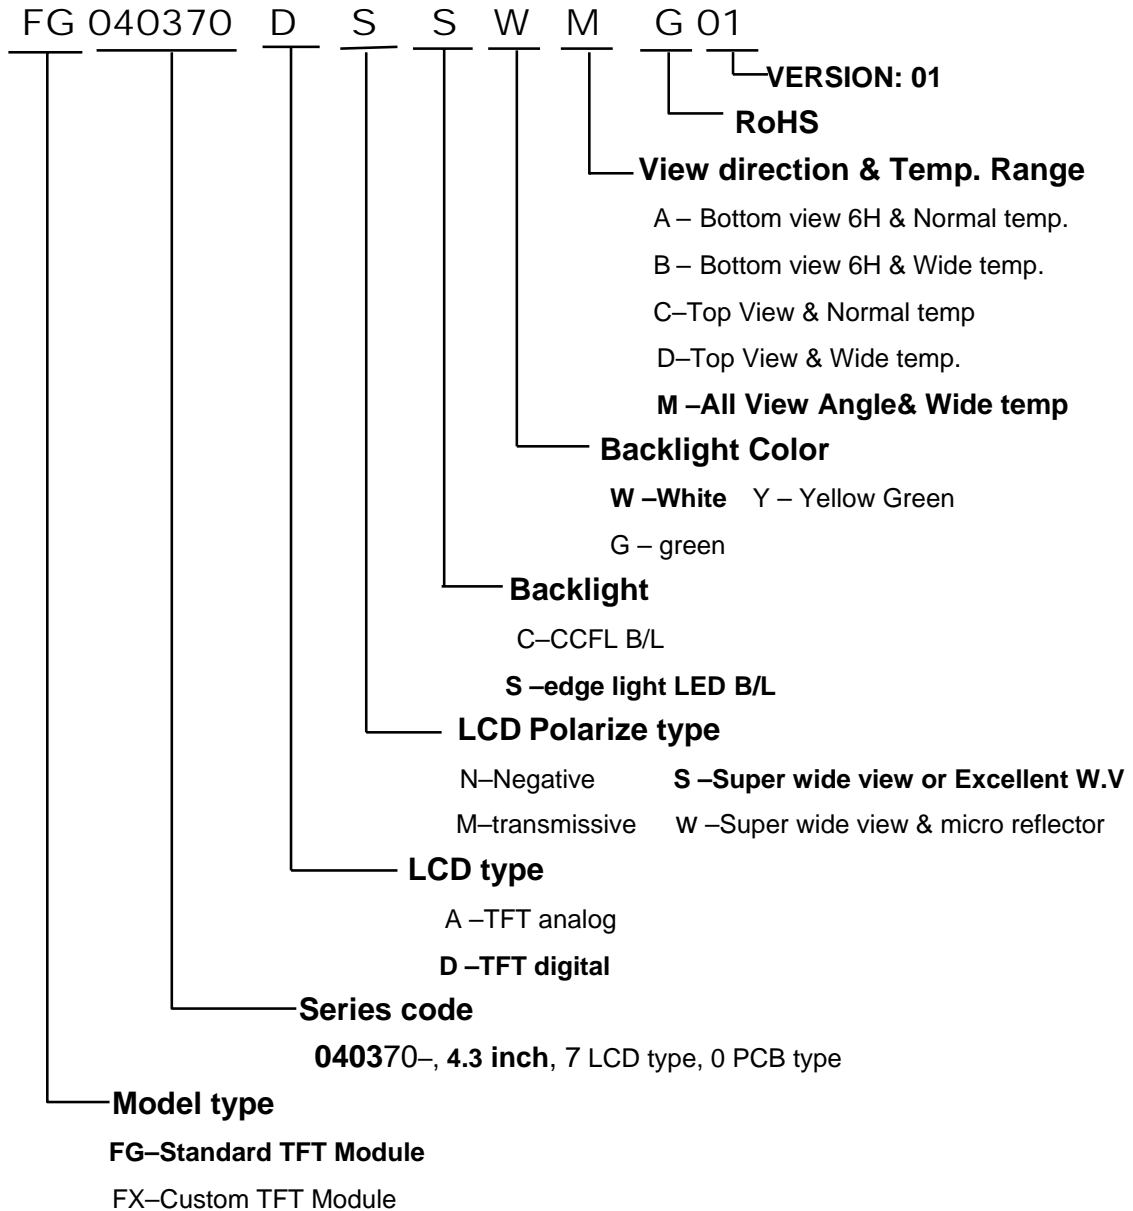 FG 040370 D S S W M G 01
VERSION: 01
RoHS
View direction & Temp. Range
A – Bottom view 6H & Normal temp.
B – Bottom view 6H & Wide temp.
C–Top View & Normal temp
D–Top View & Wide temp.
M –All View Angle& Wide temp
Backlight Color
W –White Y – Yellow Green
G – green
Backlight
C–CCFL B/L
S –edge light LED B/L
LCD Polarize type
N–Negative S –Super wide view or Excellent W.V
M–transmissive W –Super wide view & micro reflector
LCD type
A –TFT analog
D –TFT digital
Series code
040370–, 4.3 inch, 7 LCD type, 0 PCB type
Model type
FG–Standard TFT Module
FX–Custom TFT Module